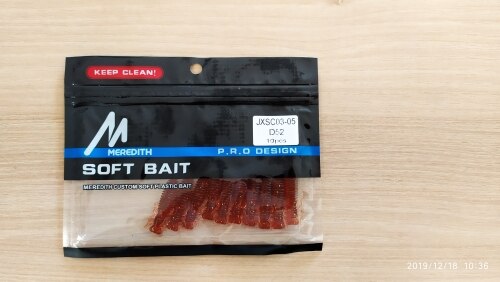 KEEP CLEAN!
JXSC03-05
D52
10pcs
MEREDITH
P.R.O DESIGN
SOFT BAIT
MEREDITH CUSTOM SOFT PLASTIC BAIT
2019/12/18 10:36